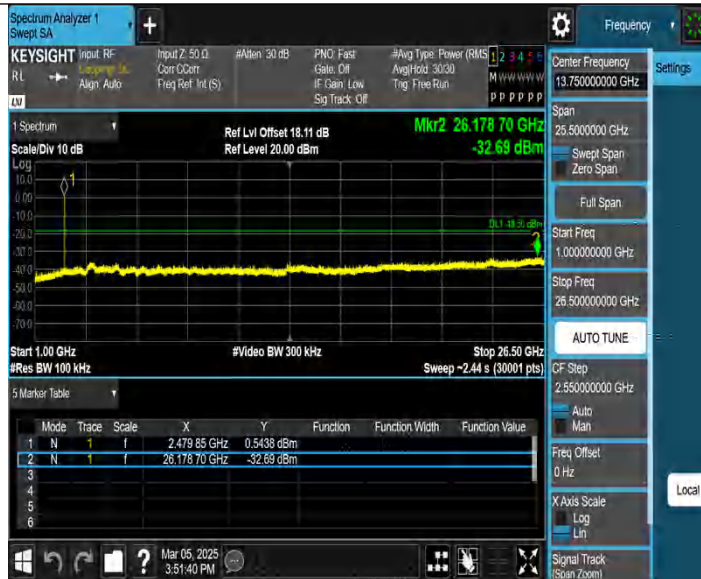 Spectrum Analyzer 1
Swept SA
+
Frequency
Settings
KEYSIGHT
RL
LXI
Input: RF
Align: Auto
Input Z: 50 Ω
Corr CCorr
Freq Ref: Int (S)
#Atten: 30 dB
PNO: Fast
Gate: Off
IF Gain: Low
Sig Track: Off
#Avg Type: Power (RMS
Avg|Hold: 30/30
Trig: Free Run
1 2 3 4 5 6
M W W W W W
P P P P P P
1 Spectrum
Scale/Div 10 dB
Ref Lvl Offset 18.11 dB
Ref Level 20.00 dBm
Mkr2 26.178 70 GHz
-32.69 dBm
Log
10.0
0.00
-10.0
-20.0
-30.0
-40.0
-50.0
-60.0
-70.0
1
2
Start 1.00 GHz
#Res BW 100 kHz
#Video BW 300 kHz
Stop 26.50 GHz
Sweep ~2.44 s (30001 pts)
5 Marker Table
Mode Trace Scale X Y Function Function Width Function Value
1 N 1 f 2.479 85 GHz 0.5438 dBm
2 N 1 f 26.178 70 GHz -32.69 dBm
3
4
5
6
Center Frequency
13.750000000 GHz
Span
25.5000000 GHz
Swept Span
Zero Span
Full Span
Start Freq
1.000000000 GHz
Stop Freq
26.500000000 GHz
AUTO TUNE
CF Step
2.550000000 GHz
Auto
Man
Freq Offset
0 Hz
X Axis Scale
Log
Lin
Signal Track
(Span Zoom)
Local
?
Mar 05, 2025
3:51:40 PM